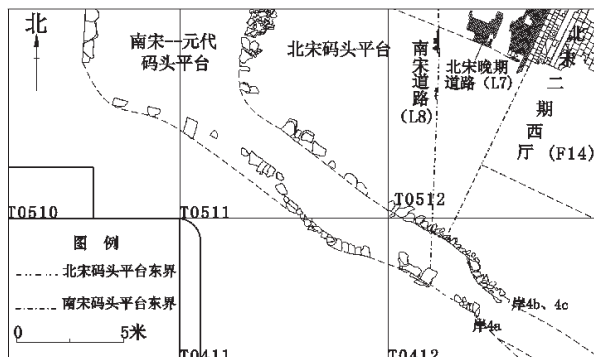 北
南宋--元代
码头平台
北宋码头平台
南宋道路
(L8)
北宋晚期
道路(L7)
北宋二期西厅(F14)
T0510
T0511
T0512
图 例
北宋码头平台东界
南宋码头平台东界
0 5米
岸4b、4c
岸4a
T0411
T0412